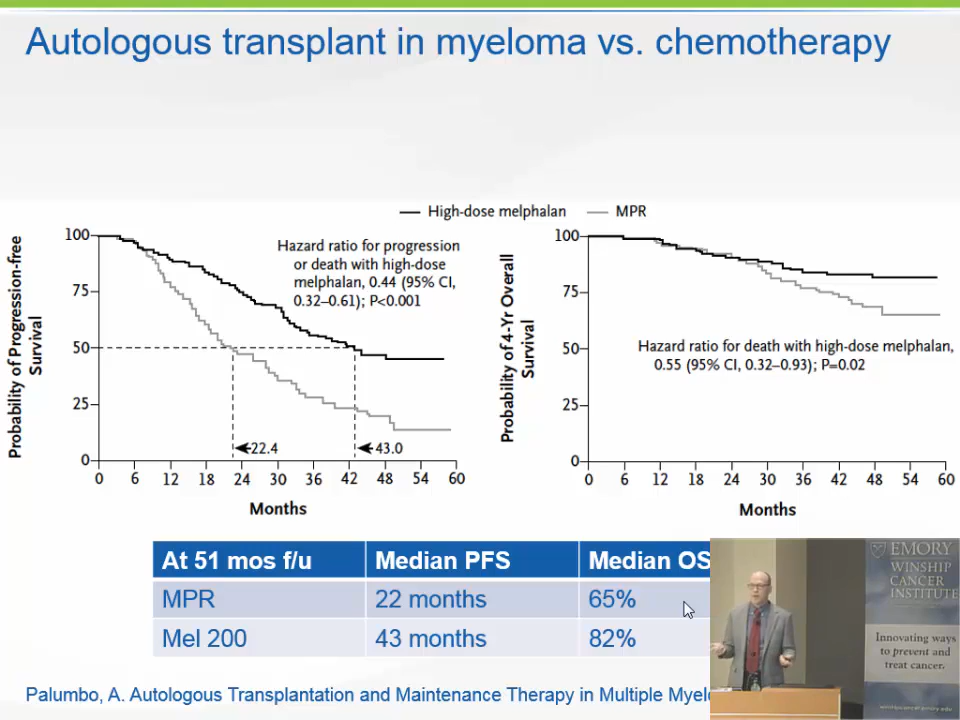 Autologous transplant in myeloma vs. chemotherapy
High-dose melphalan MPR
Probability of Progression-free
Survival
100
75
50
25
0
Hazard ratio for progression
or death with high-dose
melphalan, 0.44 (95% CI,
0.32–0.61); P<0.001
22.4
43.0
0 6 12 18 24 30 36 42 48 54 60
Months
Probability of 4-Yr Overall
Survival
100
75
50
25
0
Hazard ratio for death with high-dose melphalan,
0.55 (95% CI, 0.32–0.93); P=0.02
0 6 12 18 24 30 36 42 48 54 60
Months
At 51 mos f/u Median PFS Median OS
MPR 22 months 65%
Mel 200 43 months 82%
Palumbo, A. Autologous Transplantation and Maintenance Therapy in Multiple Myel
EMORY
WINSHIP
CANCER
INSTITUTE
Innovating ways
to prevent and
treat cancer.